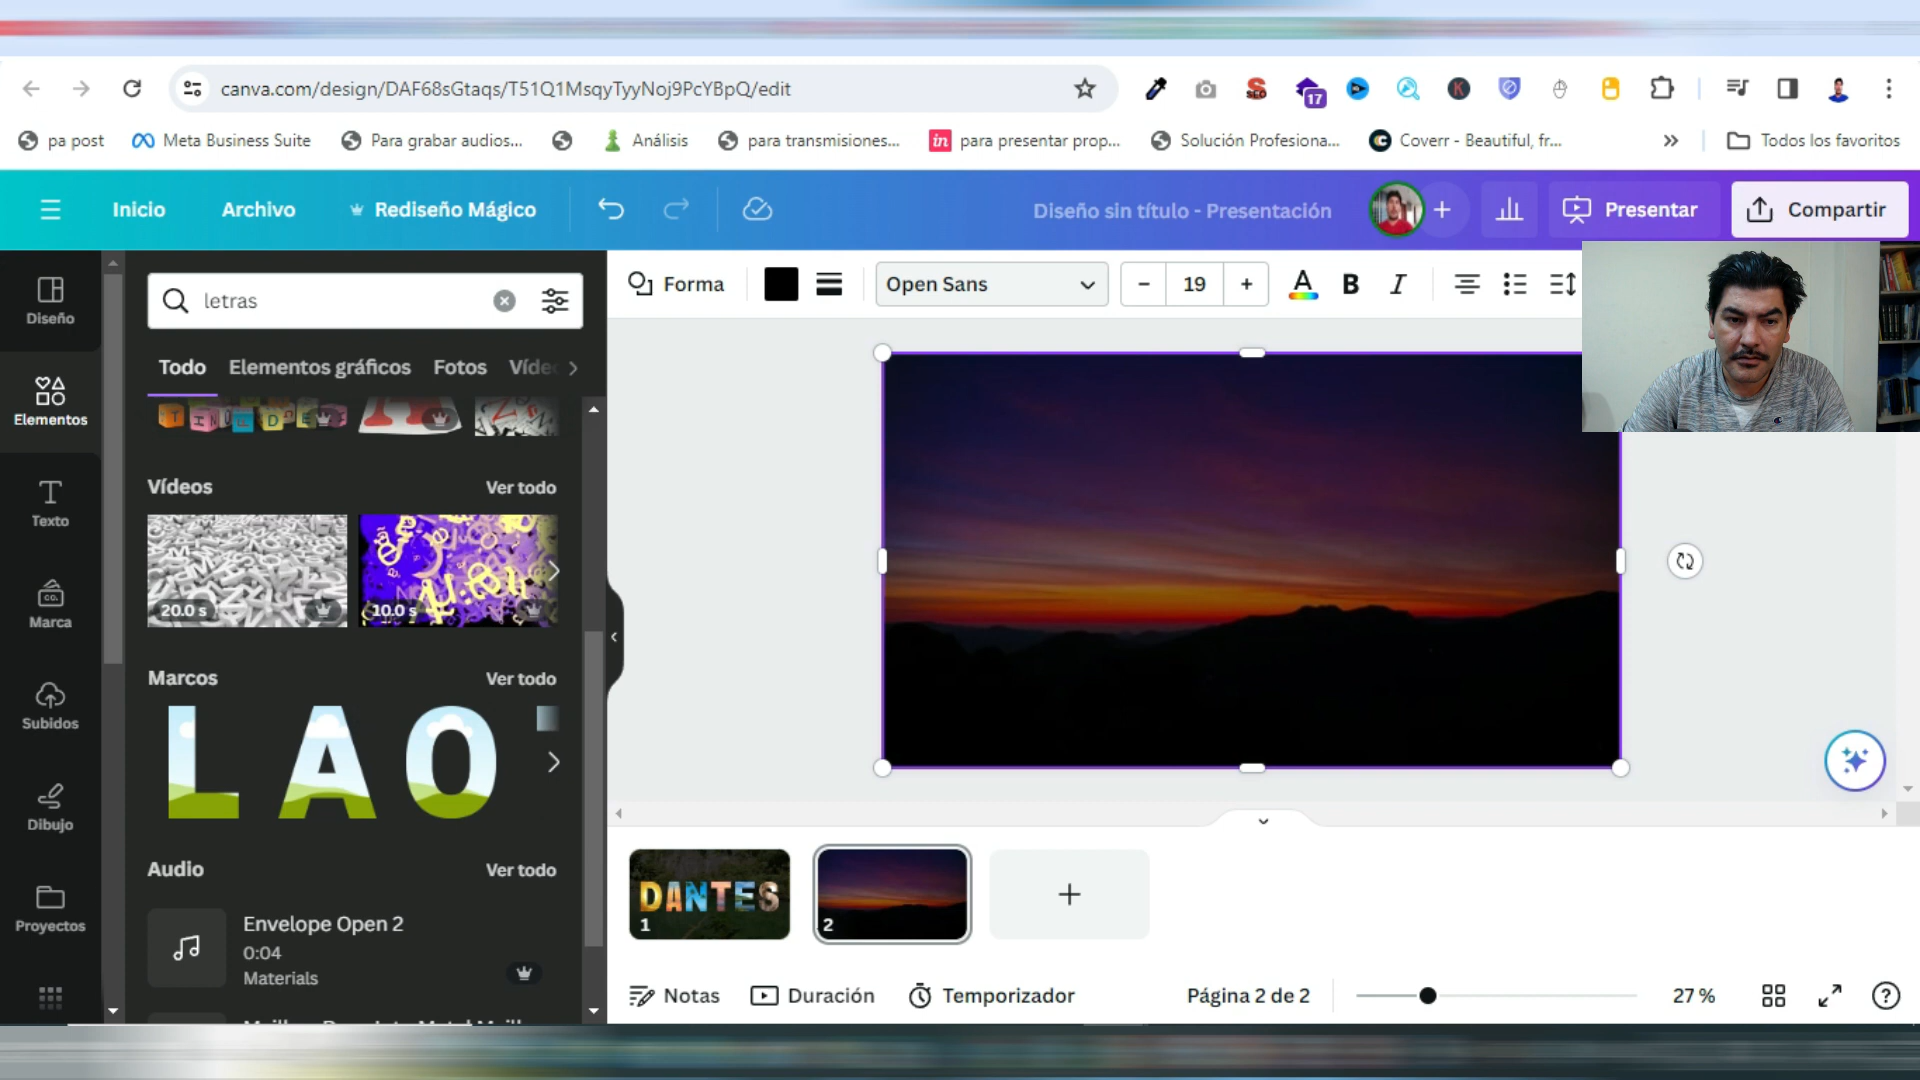 canva.com/design/DAF68sGtaqs/T51Q1MsqyTyyNoj9PcYBpQ/edit
SEO
17
K
pa post
Meta Business Suite
Para grabar audios...
Análisis
para transmisiones...
in
para presentar prop...
Solución Profesiona...
Coverr - Beautiful, fr...
Todos los favoritos
Inicio
Archivo
Rediseño Mágico
Diseño sin título - Presentación
Presentar
Compartir
Diseño
Elementos
Texto
CO.
Marca
Subidos
Dibujo
Proyectos
letras
Todo
Elementos gráficos
Fotos
Víde
Vídeos
Ver todo
20.0 s
10.0 s
Marcos
Ver todo
L A O
Audio
Ver todo
Envelope Open 2
0:04
Materials
Forma
Open Sans
− 19 +
A B I
DANTES
1
2
Notas
Duración
Temporizador
Página 2 de 2
27 %